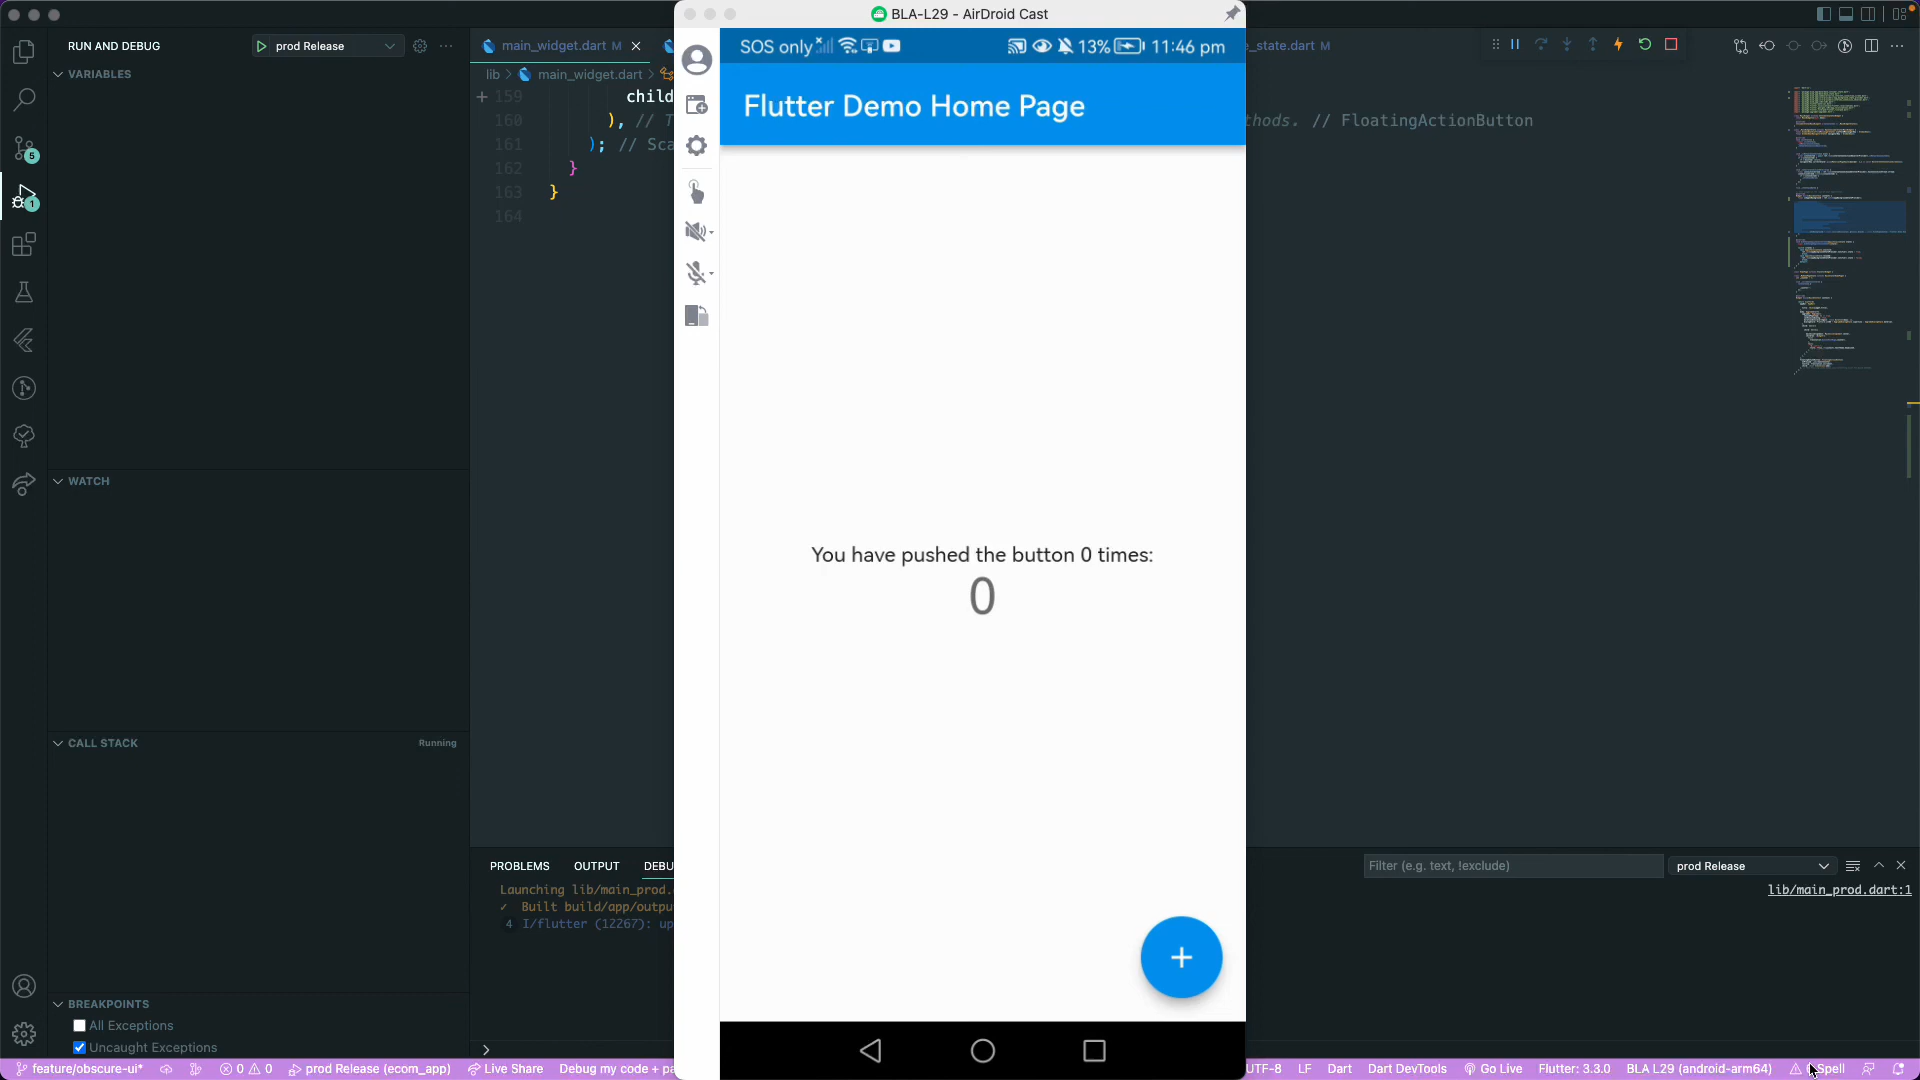 BLA-L29 - AirDroid Cast
RUN AND DEBUG
prod Release
main_widget.dart M
_state.dart M
SOS only
13%
11:46 pm
VARIABLES
lib > main_widget.dart >
159 child
160 ), // T
thods. // FloatingActionButton
161 ); // Sca
162 }
163 }
164
Flutter Demo Home Page
5
1
WATCH
You have pushed the button 0 times:
0
CALL STACK
Running
PROBLEMS
OUTPUT
DEBU
Filter (e.g. text, !exclude)
prod Release
Launching lib/main_prod.
lib/main_prod.dart:1
✓ Built build/app/outpu
4 I/flutter (12267): up
+
BREAKPOINTS
All Exceptions
Uncaught Exceptions
feature/obscure-ui*
0 0
prod Release (ecom_app)
Live Share
Debug my code + pa
UTF-8
LF
Dart
Dart DevTools
Go Live
Flutter: 3.3.0
BLA L29 (android-arm64)
Spell